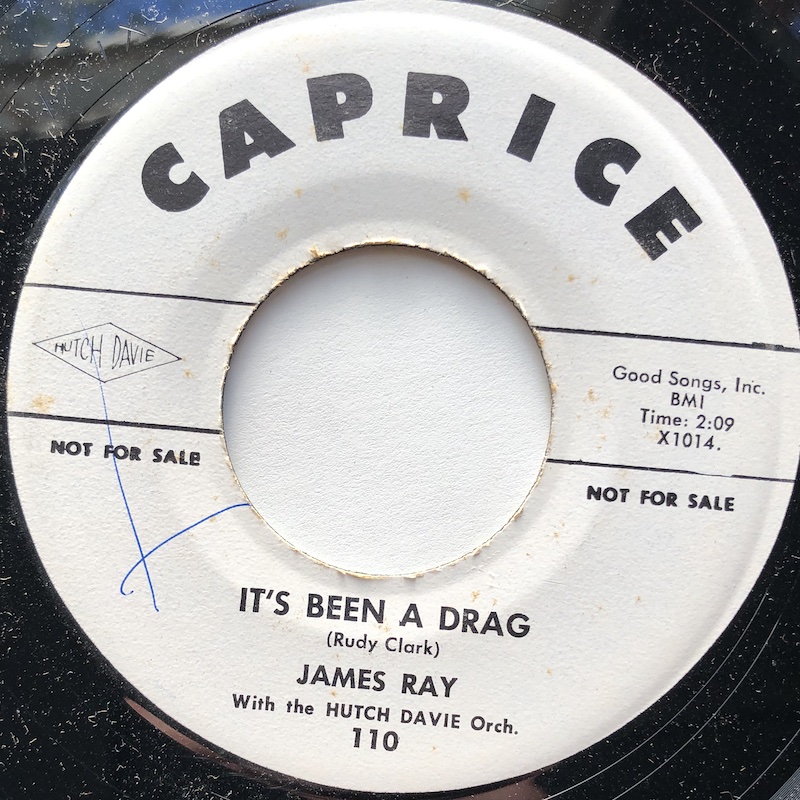 CAPRICE
HUTCH DAVIE
Good Songs, Inc.
BMI
Time: 2:09
X1014.
NOT FOR SALE
NOT FOR SALE
IT'S BEEN A DRAG
(Rudy Clark)
JAMES RAY
With the HUTCH DAVIE Orch.
110